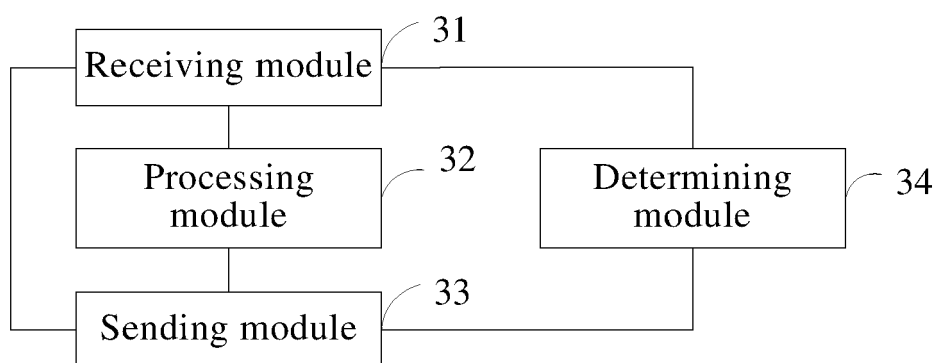 31
Receiving module
Processing
module
32
Determining
module
34
33
Sending module